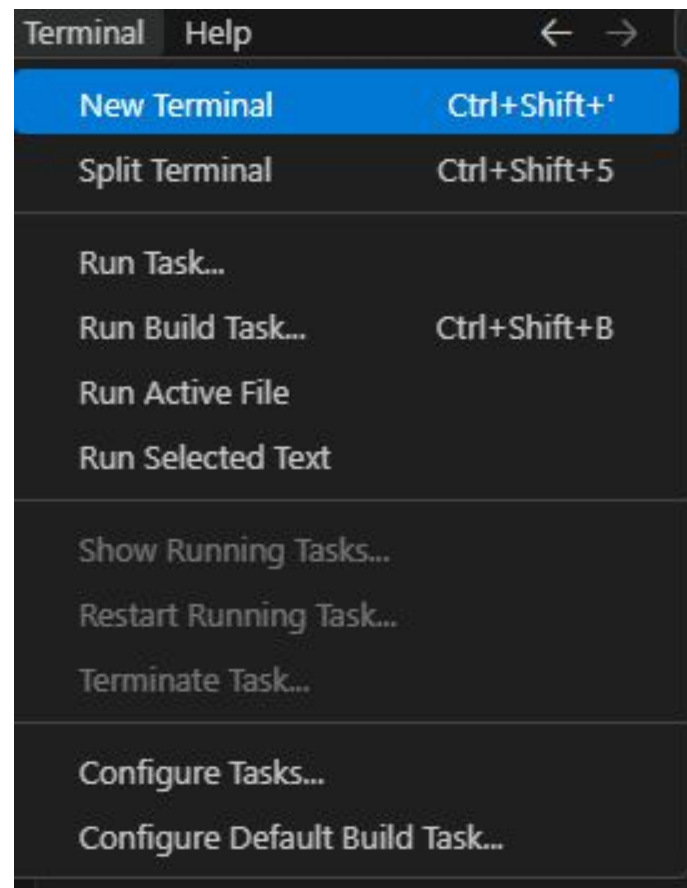 Terminal Help
New Terminal Ctrl+Shift+'
Split Terminal Ctrl+Shift+5
Run Task...
Run Build Task... Ctrl+Shift+B
Run Active File
Run Selected Text
Show Running Tasks...
Restart Running Task...
Terminate Task...
Configure Tasks...
Configure Default Build Task...